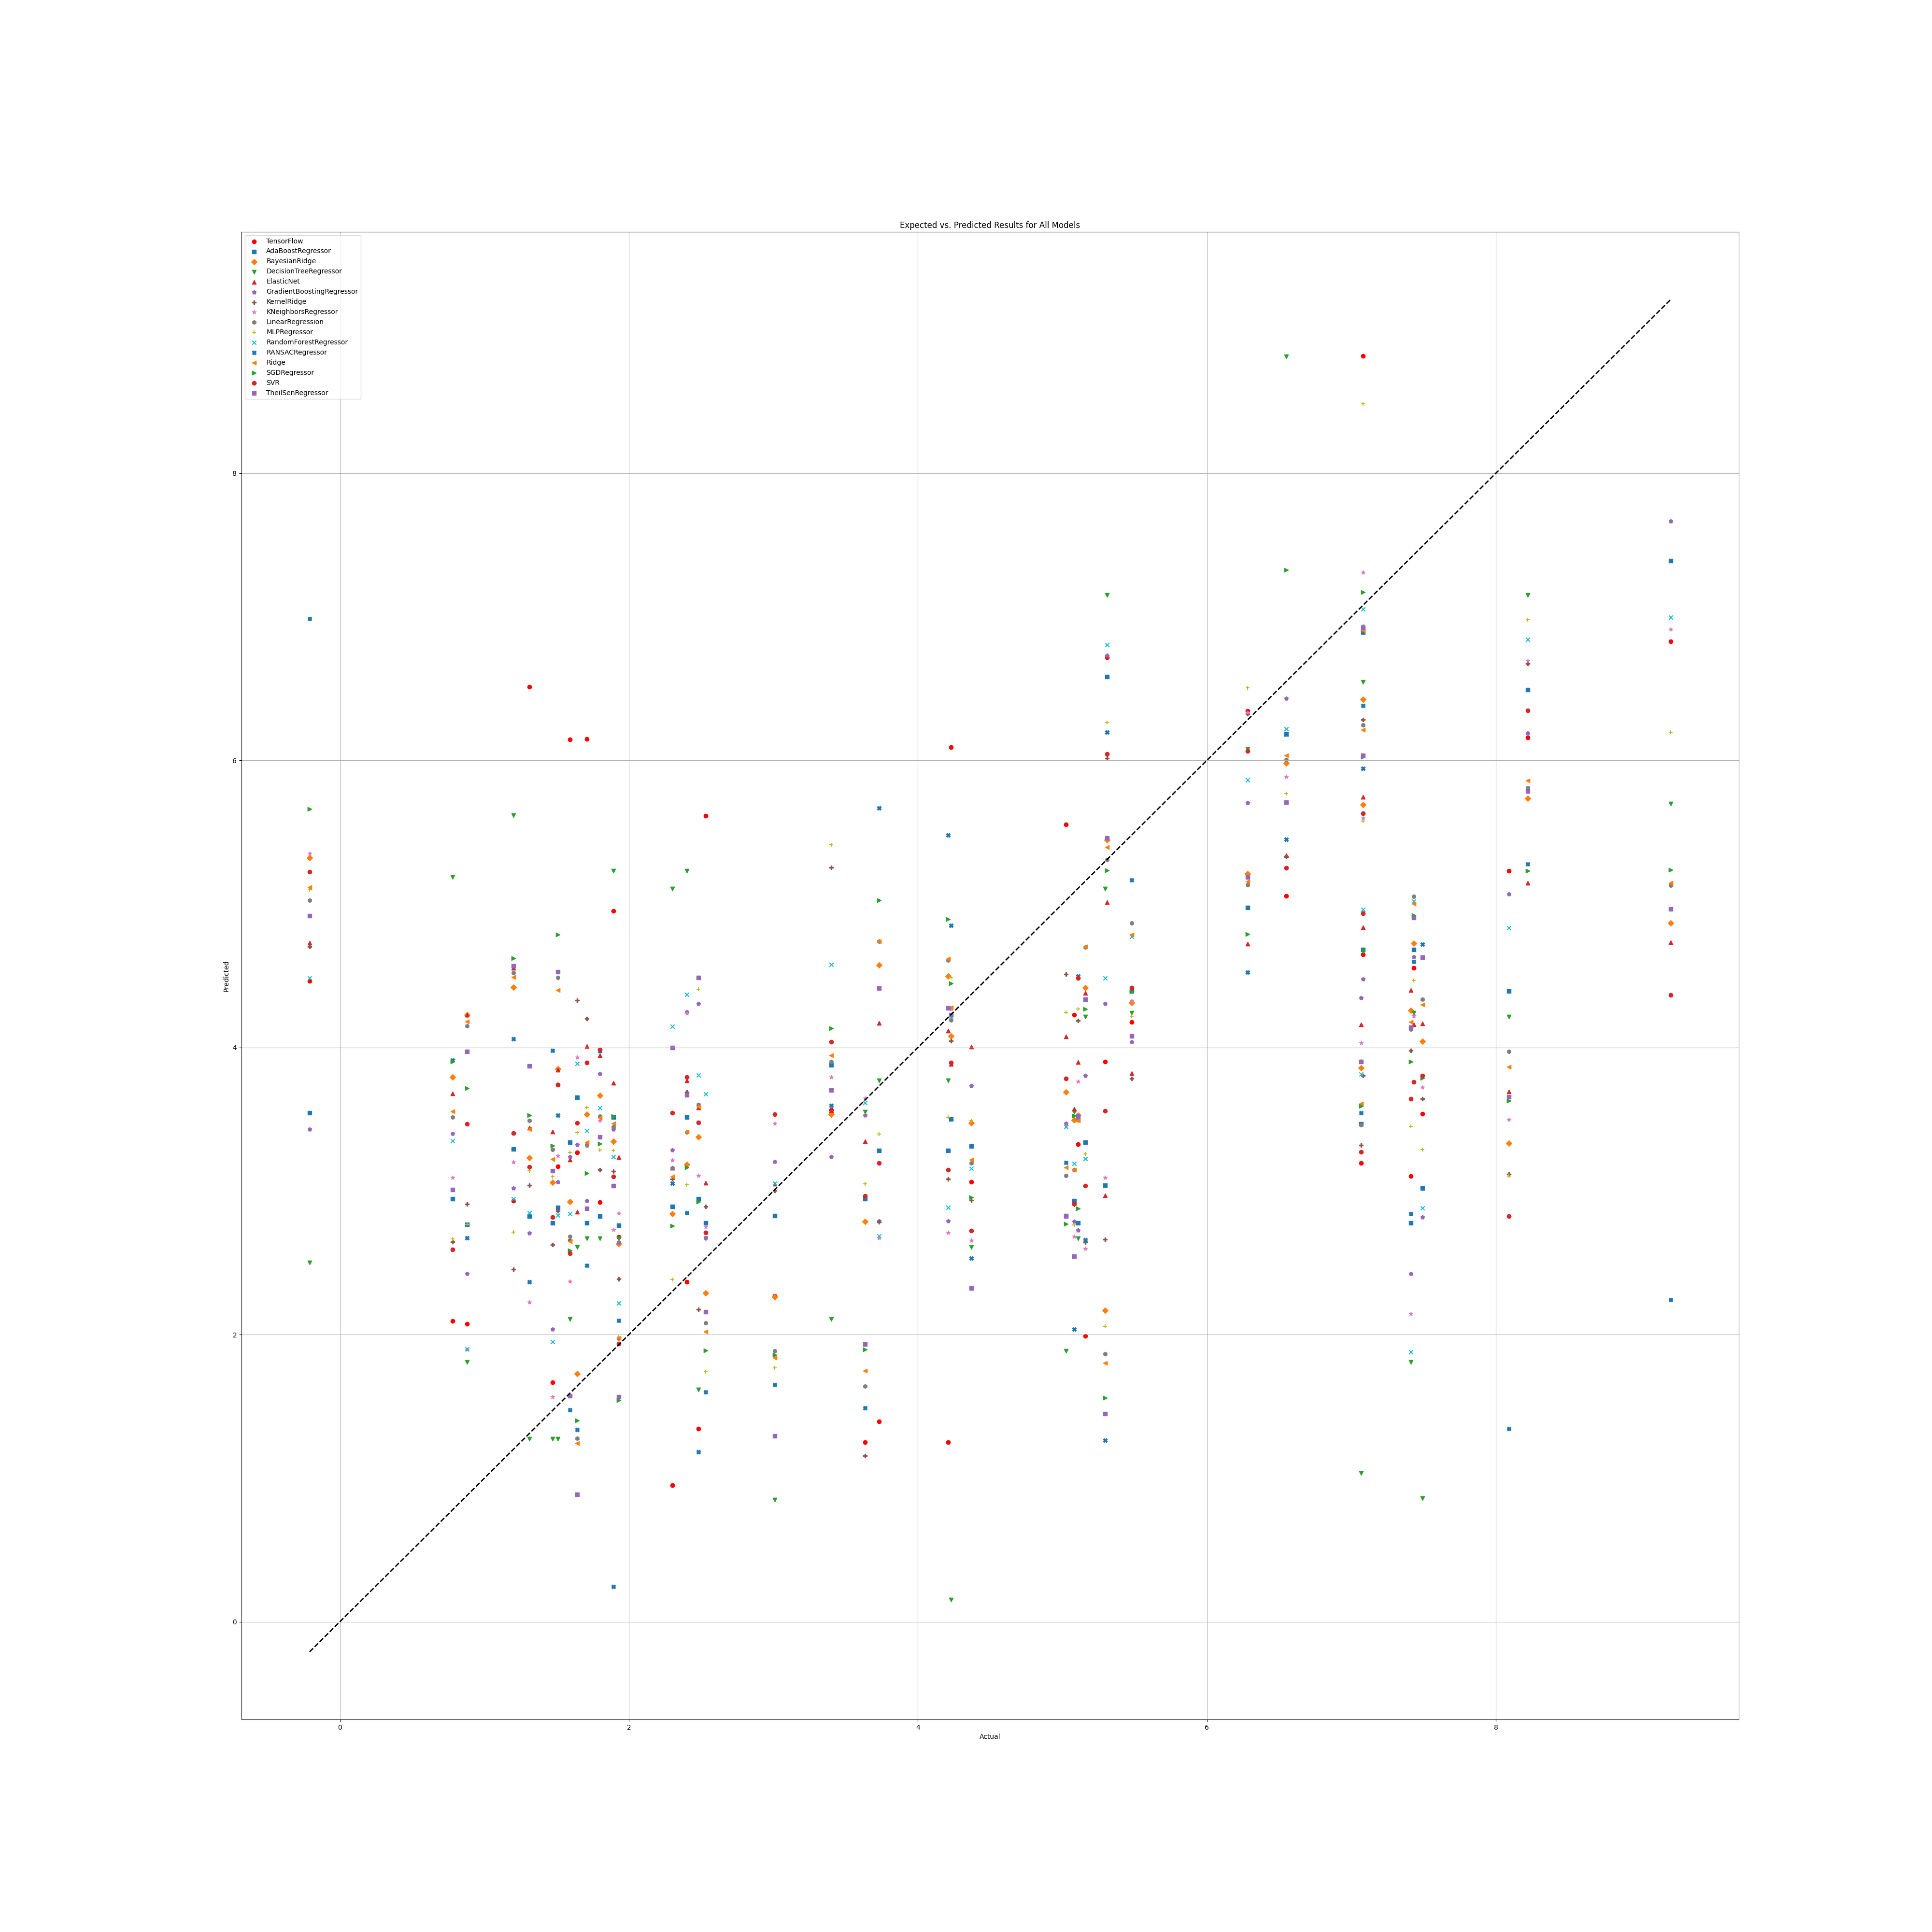 Expected vs. Predicted Results for All Models
TensorFlow
AdaBoostRegressor
BayesianRidge
DecisionTreeRegressor
ElasticNet
GradientBoostingRegressor
KernelRidge
KNeighborsRegressor
LinearRegression
MLPRegressor
RandomForestRegressor
RANSACRegressor
Ridge
SGDRegressor
SVR
TheilSenRegressor
8
6
4
2
0
Predicted
0 2 4 6 8
Actual